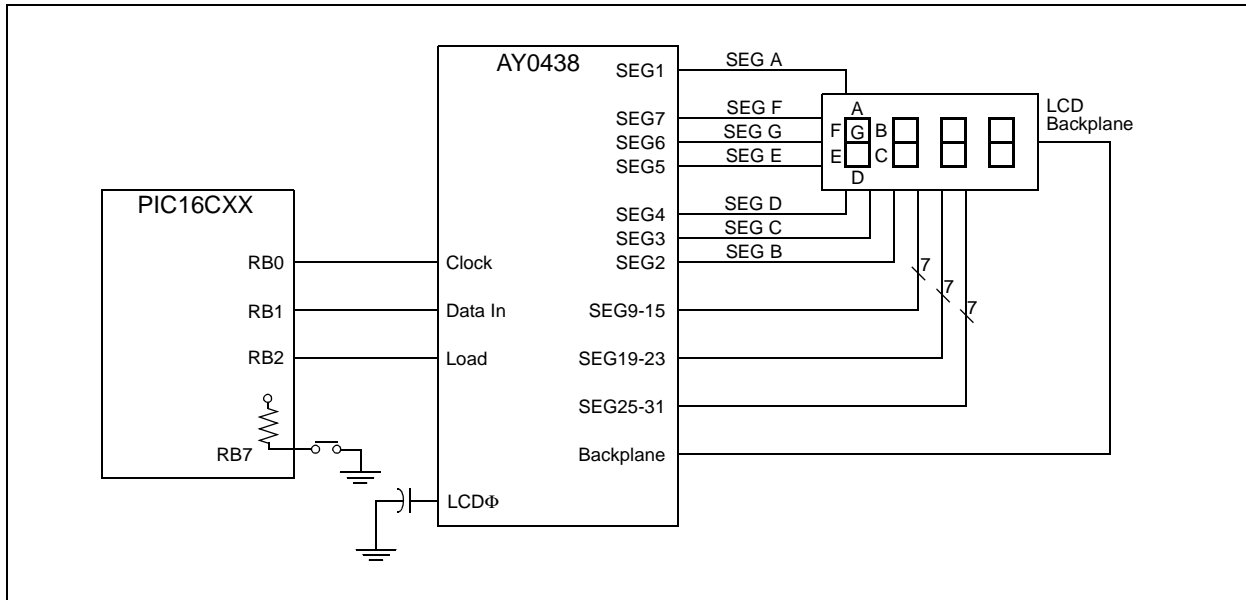 AY0438
SEG1
SEG A
SEG7
SEG F
SEG6
SEG G
SEG5
SEG E
SEG4
SEG D
SEG3
SEG C
SEG2
SEG B
SEG9-15
SEG19-23
SEG25-31
Backplane
Clock
Data In
Load
LCDΦ
PIC16CXX
RB0
RB1
RB2
RB7
A
F G B
E C
D
LCD
Backplane
7
7
7